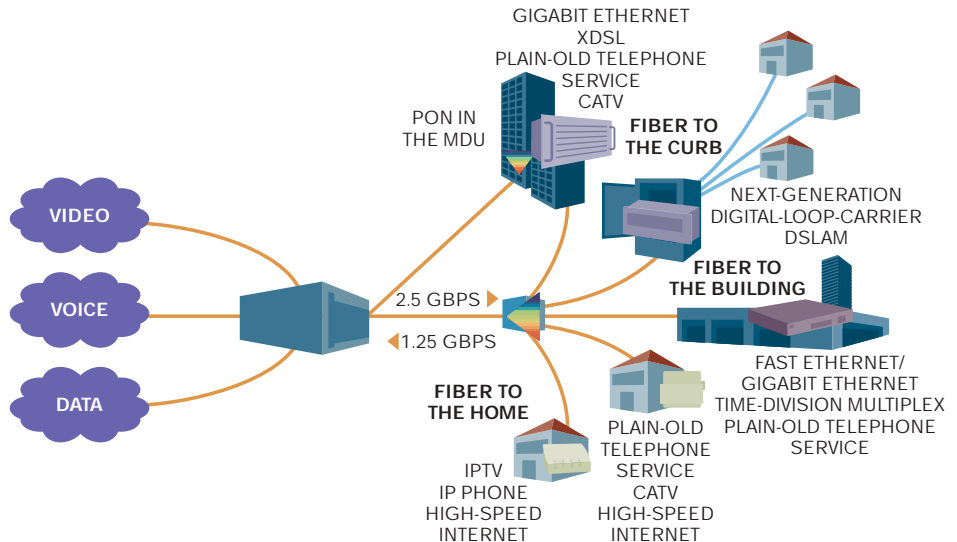 GIGABIT ETHERNET
XDSL
PLAIN-OLD TELEPHONE
SERVICE
CATV
PON IN
THE MDU
FIBER TO
THE CURB
VIDEO
VOICE
DATA
NEXT-GENERATION
DIGITAL-LOOP-CARRIER
DSLAM
FIBER TO
THE BUILDING
2.5 GBPS
1.25 GBPS
FAST ETHERNET/
GIGABIT ETHERNET
TIME-DIVISION MULTIPLEX
PLAIN-OLD TELEPHONE
SERVICE
FIBER TO
THE HOME
IPTV
IP PHONE
HIGH-SPEED
INTERNET
PLAIN-OLD
TELEPHONE
SERVICE
CATV
HIGH-SPEED
INTERNET